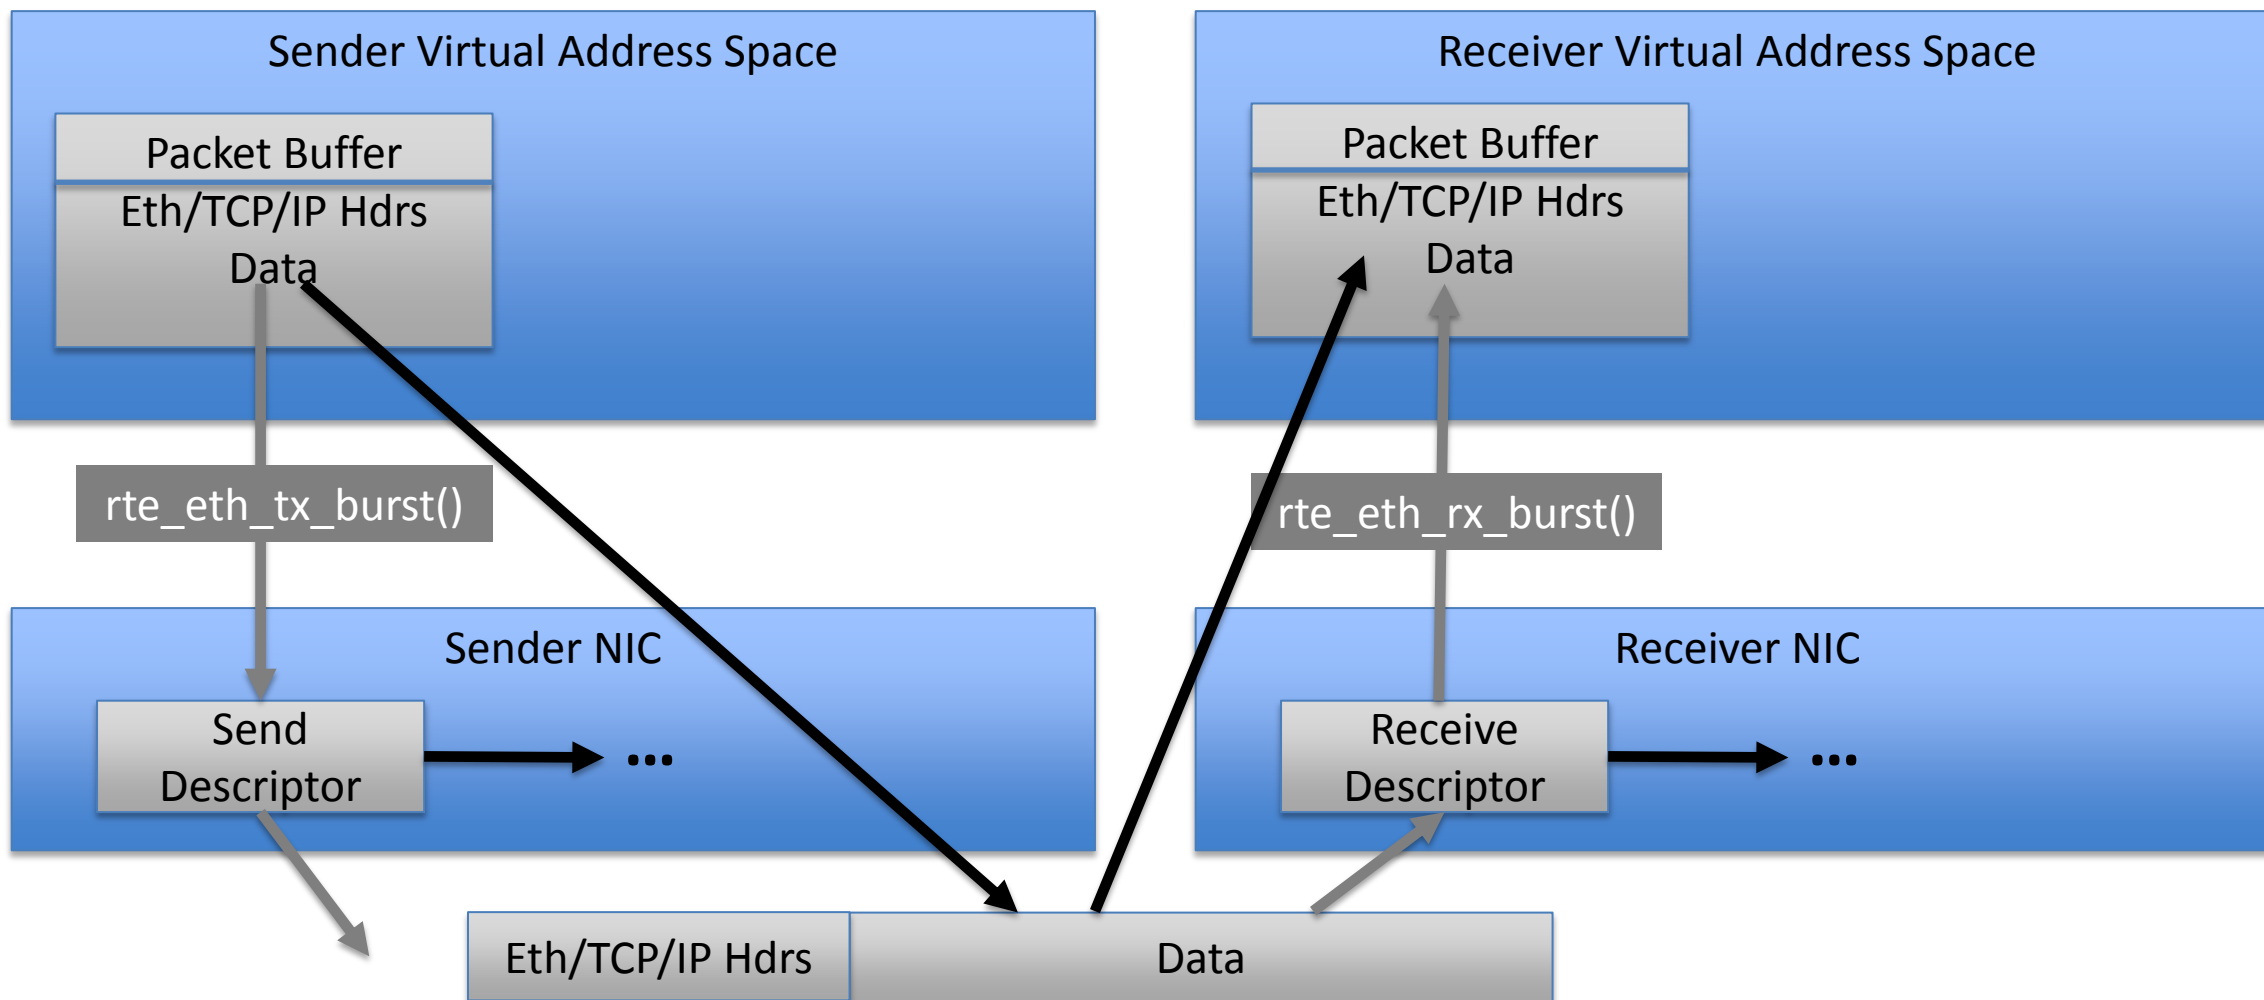 Sender Virtual Address Space
Packet Buffer
Eth/TCP/IP Hdrs
Data
rte_eth_tx_burst()
Sender NIC
Send
Descriptor
...
Receiver Virtual Address Space
Packet Buffer
Eth/TCP/IP Hdrs
Data
rte_eth_rx_burst()
Receiver NIC
Receive
Descriptor
...
Eth/TCP/IP Hdrs
Data